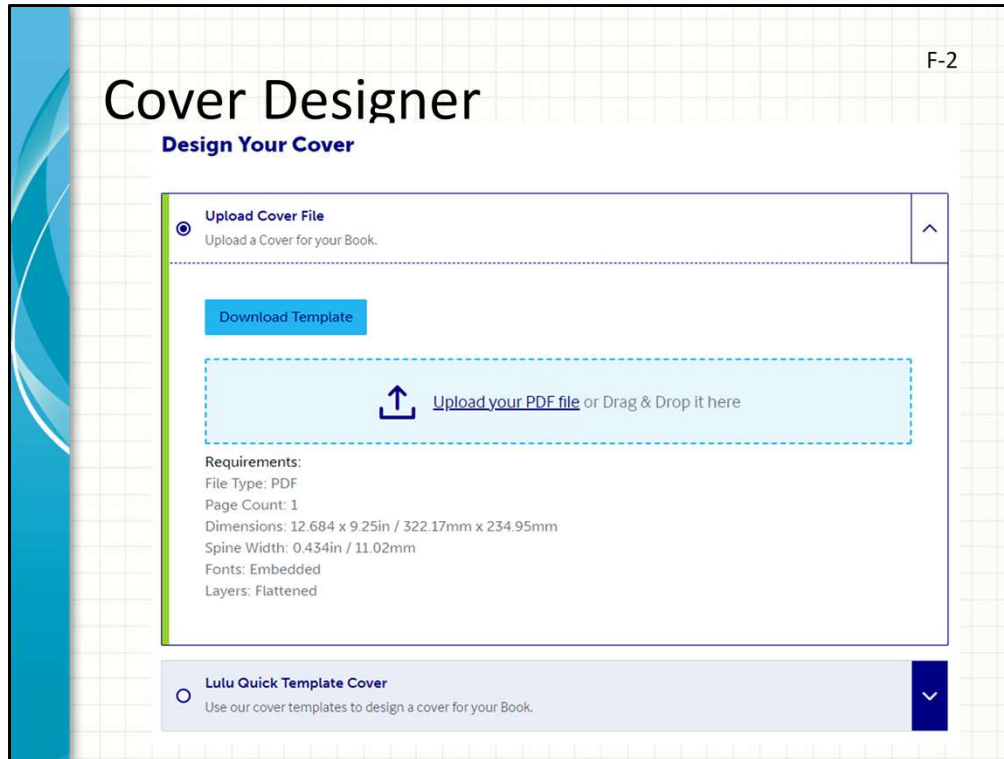 F-2
Cover Designer
Design Your Cover
Upload Cover File
Upload a Cover for your Book.
Download Template
Upload your PDF file or Drag & Drop it here
Requirements:
File Type: PDF
Page Count: 1
Dimensions: 12.684 x 9.25in / 322.17mm x 234.95mm
Spine Width: 0.434in / 11.02mm
Fonts: Embedded
Layers: Flattened
Lulu Quick Template Cover
Use our cover templates to design a cover for your Book.